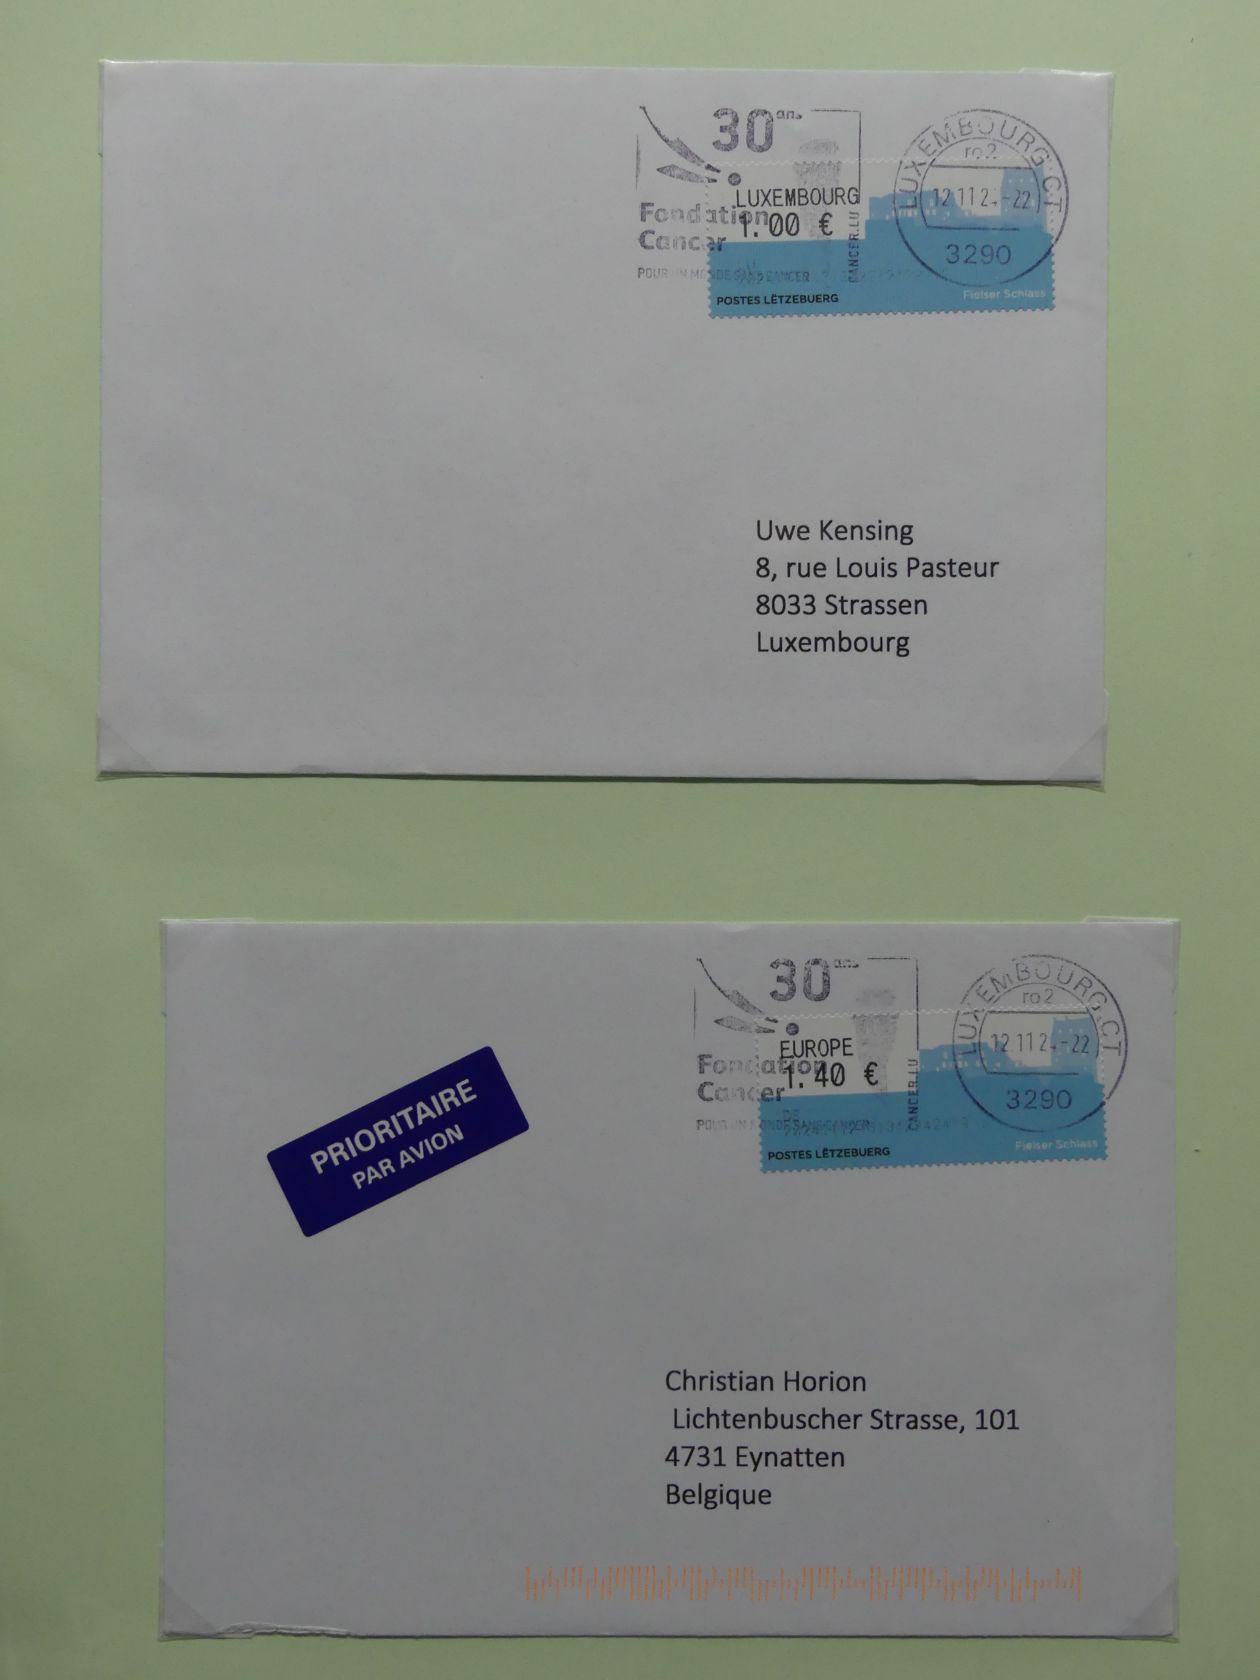 30 ans
Fondation
Cancer
POUR UN MONDE SANS CANCER
CANCER.LU
LUXEMBOURG
1.00 €
POSTES LËTZEBUERG
Fielser Schlass
LUXEMBOURG CT
ro2
12 11 2 -22
3290
Uwe Kensing
8, rue Louis Pasteur
8033 Strassen
Luxembourg
30 ans
Fondation
Cancer
POUR UN MONDE SANS CANCER
CANCER.LU
EUROPE
1.40 €
POSTES LËTZEBUERG
Fielser Schlass
LUXEMBOURG CT
ro2
12 11 2 -22
3290
PRIORITAIRE
PAR AVION
Christian Horion
Lichtenbuscher Strasse, 101
4731 Eynatten
Belgique